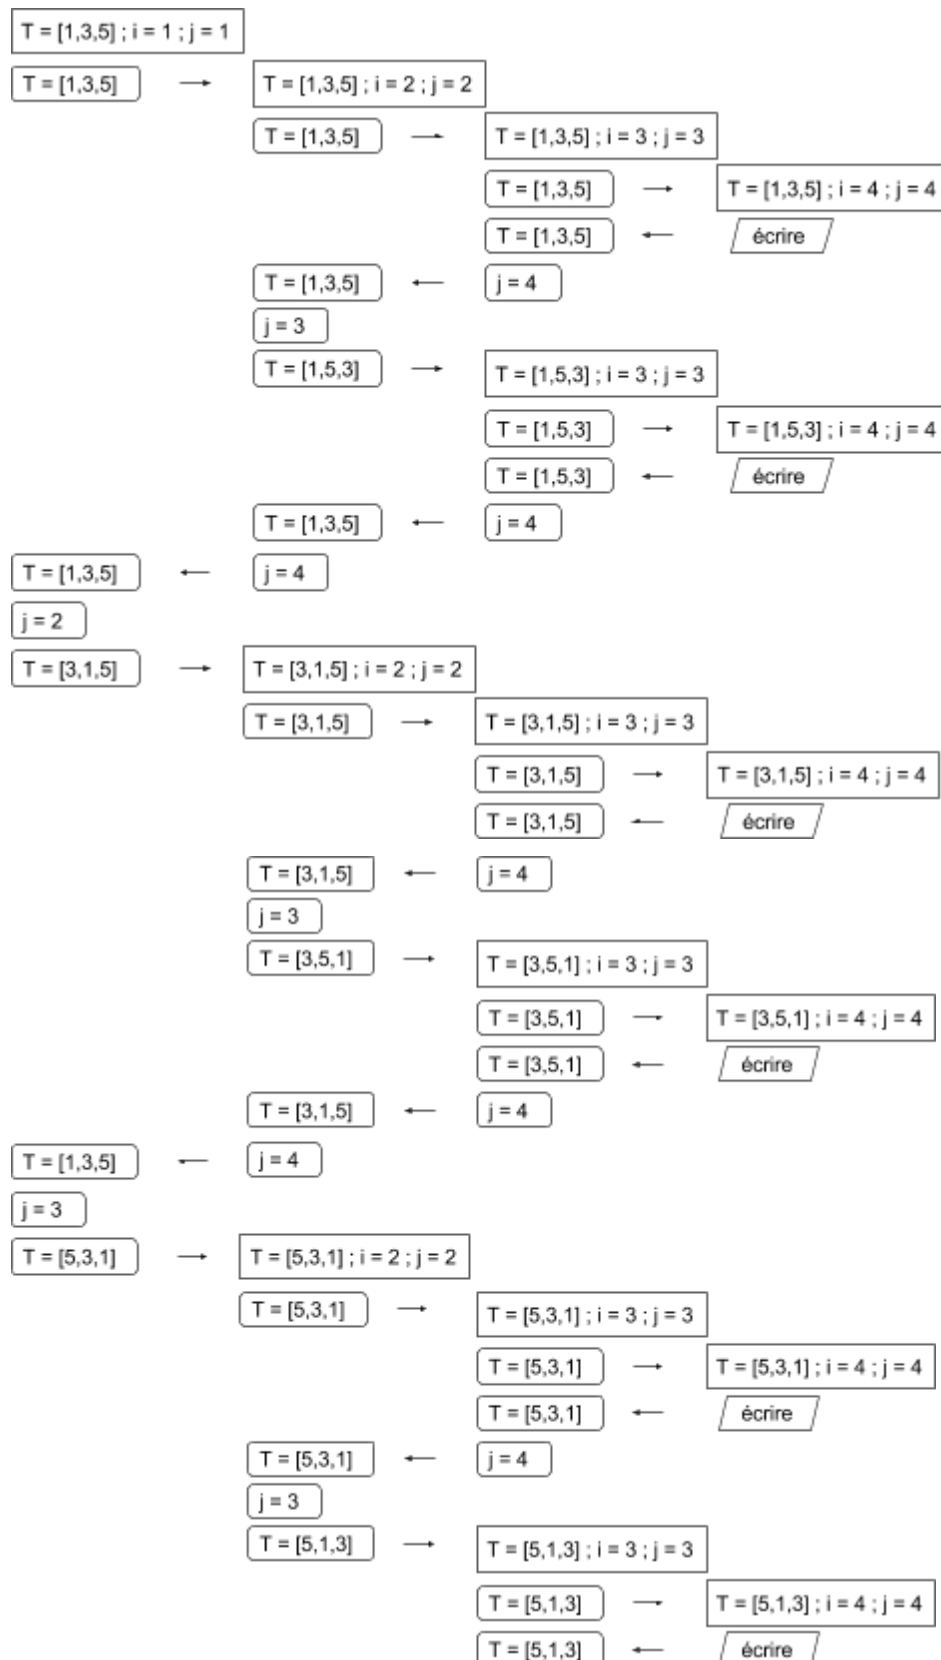 T = [1,3,5] ; i = 1 ; j = 1
T = [1,3,5] → T = [1,3,5] ; i = 2 ; j = 2
T = [1,3,5] → T = [1,3,5] ; i = 3 ; j = 3
T = [1,3,5] → T = [1,3,5] ; i = 4 ; j = 4
T = [1,3,5] ← écrire
T = [1,3,5] ← j = 4
j = 3
T = [1,5,3] → T = [1,5,3] ; i = 3 ; j = 3
T = [1,5,3] → T = [1,5,3] ; i = 4 ; j = 4
T = [1,5,3] ← écrire
T = [1,3,5] ← j = 4
T = [1,3,5] ← j = 4
j = 2
T = [3,1,5] → T = [3,1,5] ; i = 2 ; j = 2
T = [3,1,5] → T = [3,1,5] ; i = 3 ; j = 3
T = [3,1,5] → T = [3,1,5] ; i = 4 ; j = 4
T = [3,1,5] ← écrire
T = [3,1,5] ← j = 4
j = 3
T = [3,5,1] → T = [3,5,1] ; i = 3 ; j = 3
T = [3,5,1] → T = [3,5,1] ; i = 4 ; j = 4
T = [3,5,1] ← écrire
T = [3,1,5] ← j = 4
T = [1,3,5] ← j = 4
j = 3
T = [5,3,1] → T = [5,3,1] ; i = 2 ; j = 2
T = [5,3,1] → T = [5,3,1] ; i = 3 ; j = 3
T = [5,3,1] → T = [5,3,1] ; i = 4 ; j = 4
T = [5,3,1] ← écrire
T = [5,3,1] ← j = 4
j = 3
T = [5,1,3] → T = [5,1,3] ; i = 3 ; j = 3
T = [5,1,3] → T = [5,1,3] ; i = 4 ; j = 4
T = [5,1,3] ← écrire